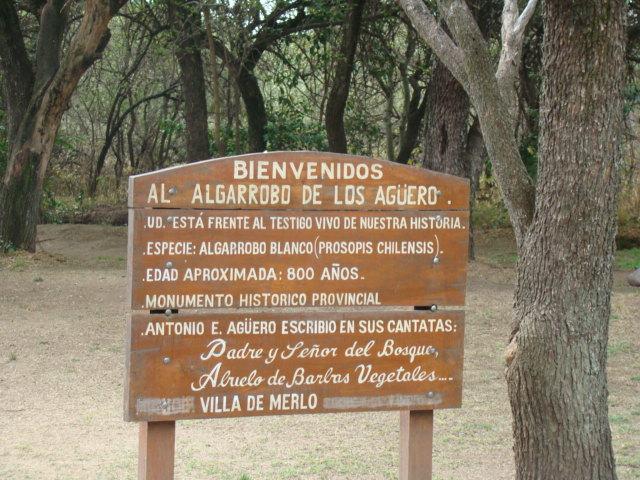 BIENVENIDOS
AL ALGARROBO DE LOS AGÜERO.
.UD. ESTÁ FRENTE AL TESTIGO VIVO DE NUESTRA HISTORIA.
.ESPECIE: ALGARROBO BLANCO (PROSOPIS CHILENSIS).
.EDAD APROXIMADA: 800 AÑOS.
.MONUMENTO HISTORICO PROVINCIAL
.ANTONIO E. AGÜERO ESCRIBIO EN SUS CANTATAS:
Padre y Señor del Bosque,
Abuelo de Barbas Vegetales....
VILLA DE MERLO